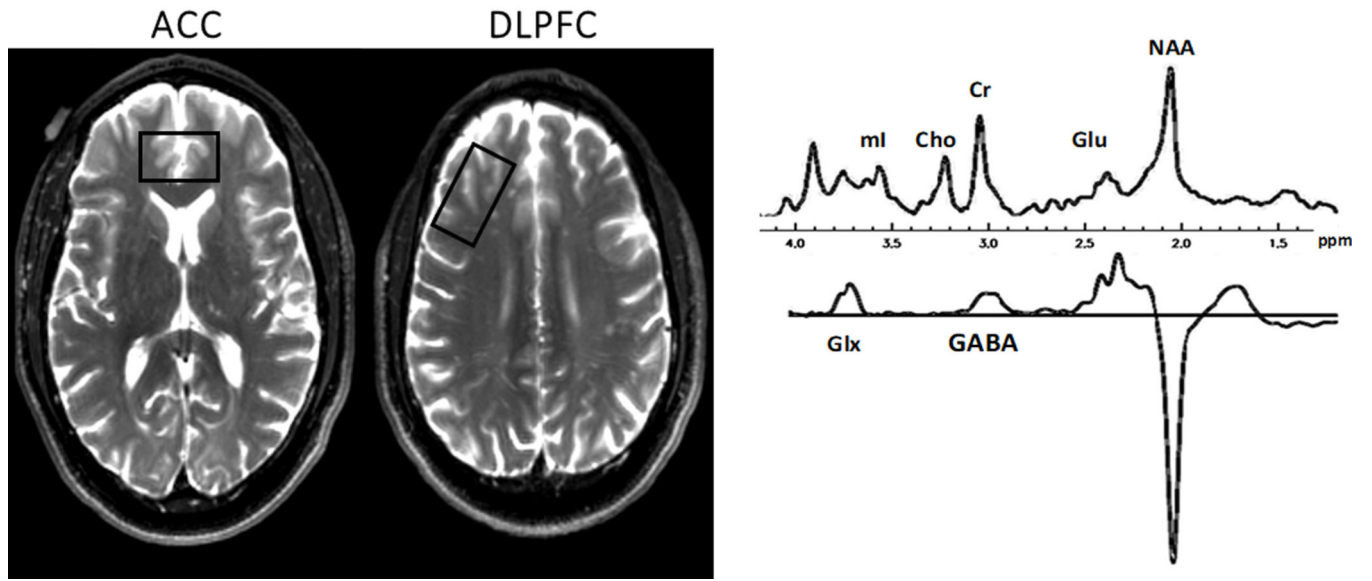 ACC DLPFC
NAA
Cr
mI Cho Glu
4.0 3.5 3.0 2.5 2.0 1.5 ppm
Glx GABA